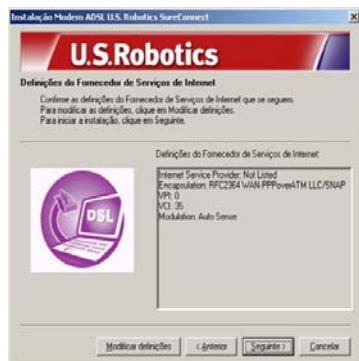 Instalação Modem ADSL U.S. Robotics SureConnect
U.S.Robotics
Definições do Fornecedor de Serviços de Internet
Confirme as definições do Fornecedor de Serviços de Internet que se seguem.
Para modificar as definições, clique em Modificar definições.
Para iniciar a instalação, clique em Seguinte.
Definições do Fornecedor de Serviços de Internet:
Internet Service Provider: Not Listed
Encapsulation: RFC2364 WAN-PPPoverATM LLC/SNAP
VPI: 0
VCI: 35
Modulation: Auto Sense
DSL
Modificar definições
< Anterior
Seguinte >
Cancelar